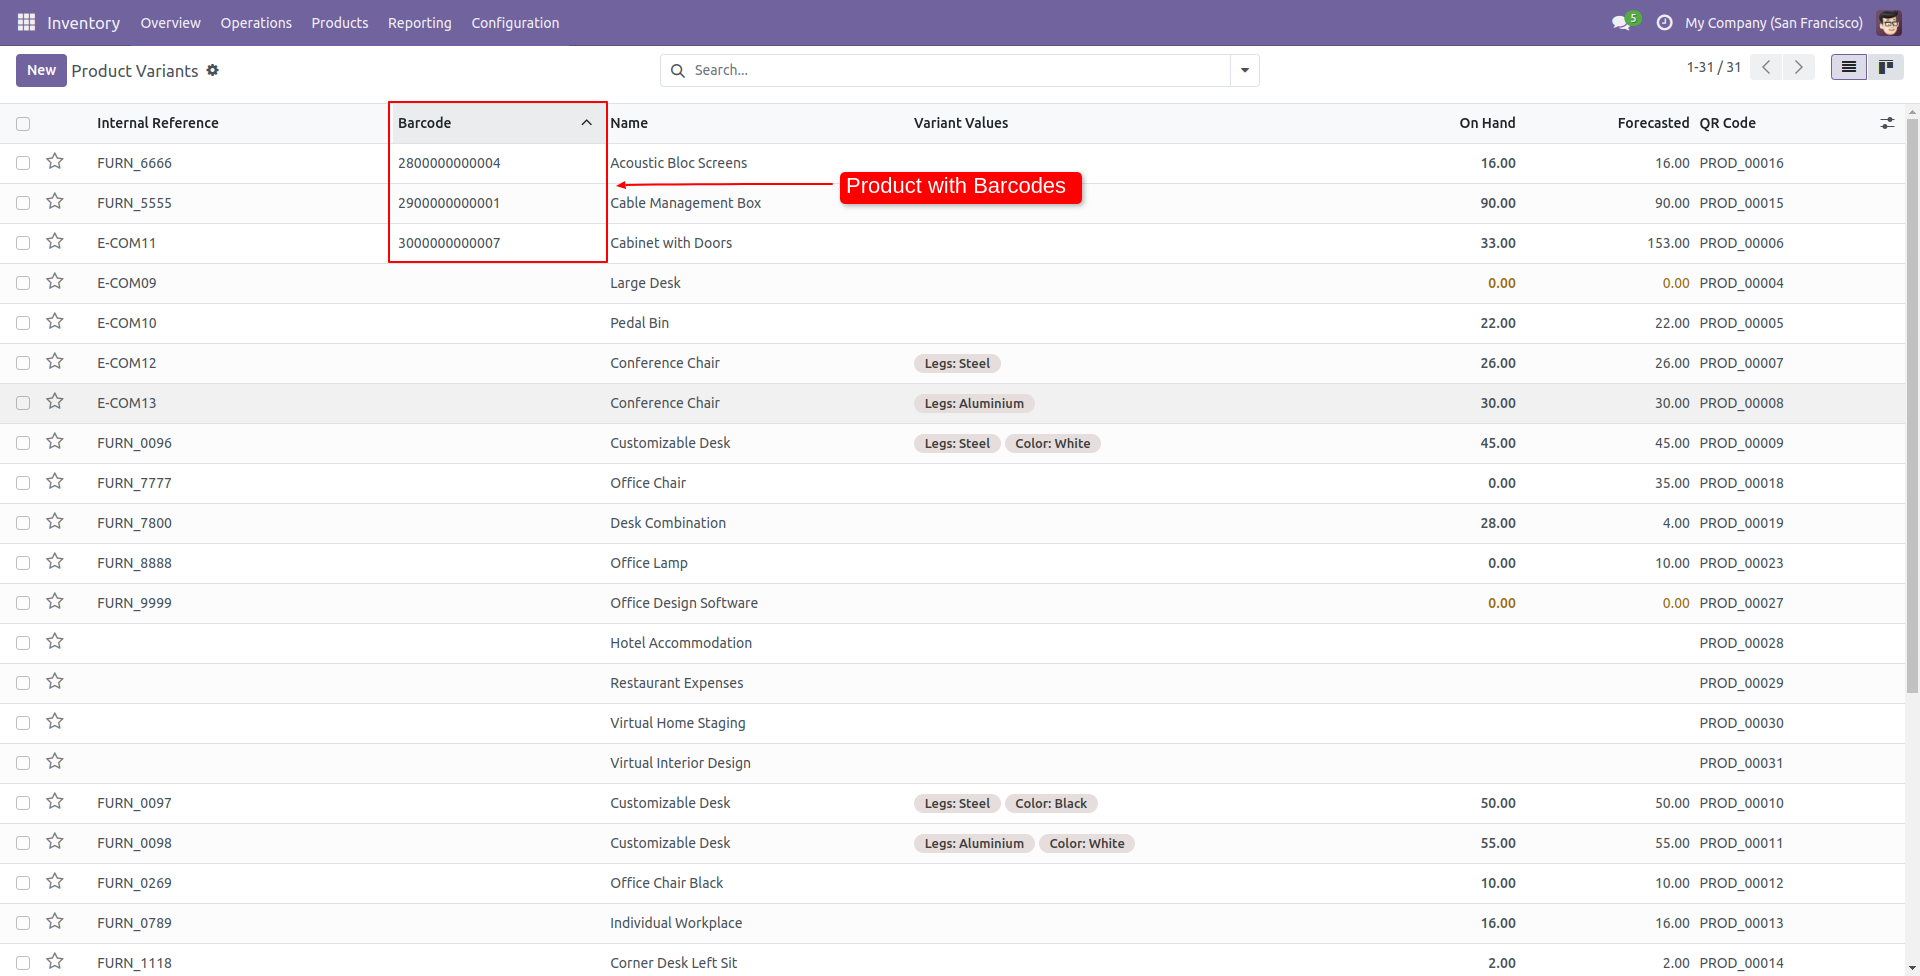 Inventory Overview Operations Products Reporting Configuration 5 My Company (San Francisco)
New Product Variants Search... 1-31 / 31
Internal Reference Barcode Name Variant Values On Hand Forecasted QR Code
FURN_6666 2800000000004 Acoustic Bloc Screens 16.00 16.00 PROD_00016
Product with Barcodes
FURN_5555 2900000000001 Cable Management Box 90.00 90.00 PROD_00015
E-COM11 3000000000007 Cabinet with Doors 33.00 153.00 PROD_00006
E-COM09 Large Desk 0.00 0.00 PROD_00004
E-COM10 Pedal Bin 22.00 22.00 PROD_00005
E-COM12 Conference Chair Legs: Steel 26.00 26.00 PROD_00007
E-COM13 Conference Chair Legs: Aluminium 30.00 30.00 PROD_00008
FURN_0096 Customizable Desk Legs: Steel Color: White 45.00 45.00 PROD_00009
FURN_7777 Office Chair 0.00 35.00 PROD_00018
FURN_7800 Desk Combination 28.00 4.00 PROD_00019
FURN_8888 Office Lamp 0.00 10.00 PROD_00023
FURN_9999 Office Design Software 0.00 0.00 PROD_00027
Hotel Accommodation PROD_00028
Restaurant Expenses PROD_00029
Virtual Home Staging PROD_00030
Virtual Interior Design PROD_00031
FURN_0097 Customizable Desk Legs: Steel Color: Black 50.00 50.00 PROD_00010
FURN_0098 Customizable Desk Legs: Aluminium Color: White 55.00 55.00 PROD_00011
FURN_0269 Office Chair Black 10.00 10.00 PROD_00012
FURN_0789 Individual Workplace 16.00 16.00 PROD_00013
FURN_1118 Corner Desk Left Sit 2.00 2.00 PROD_00014